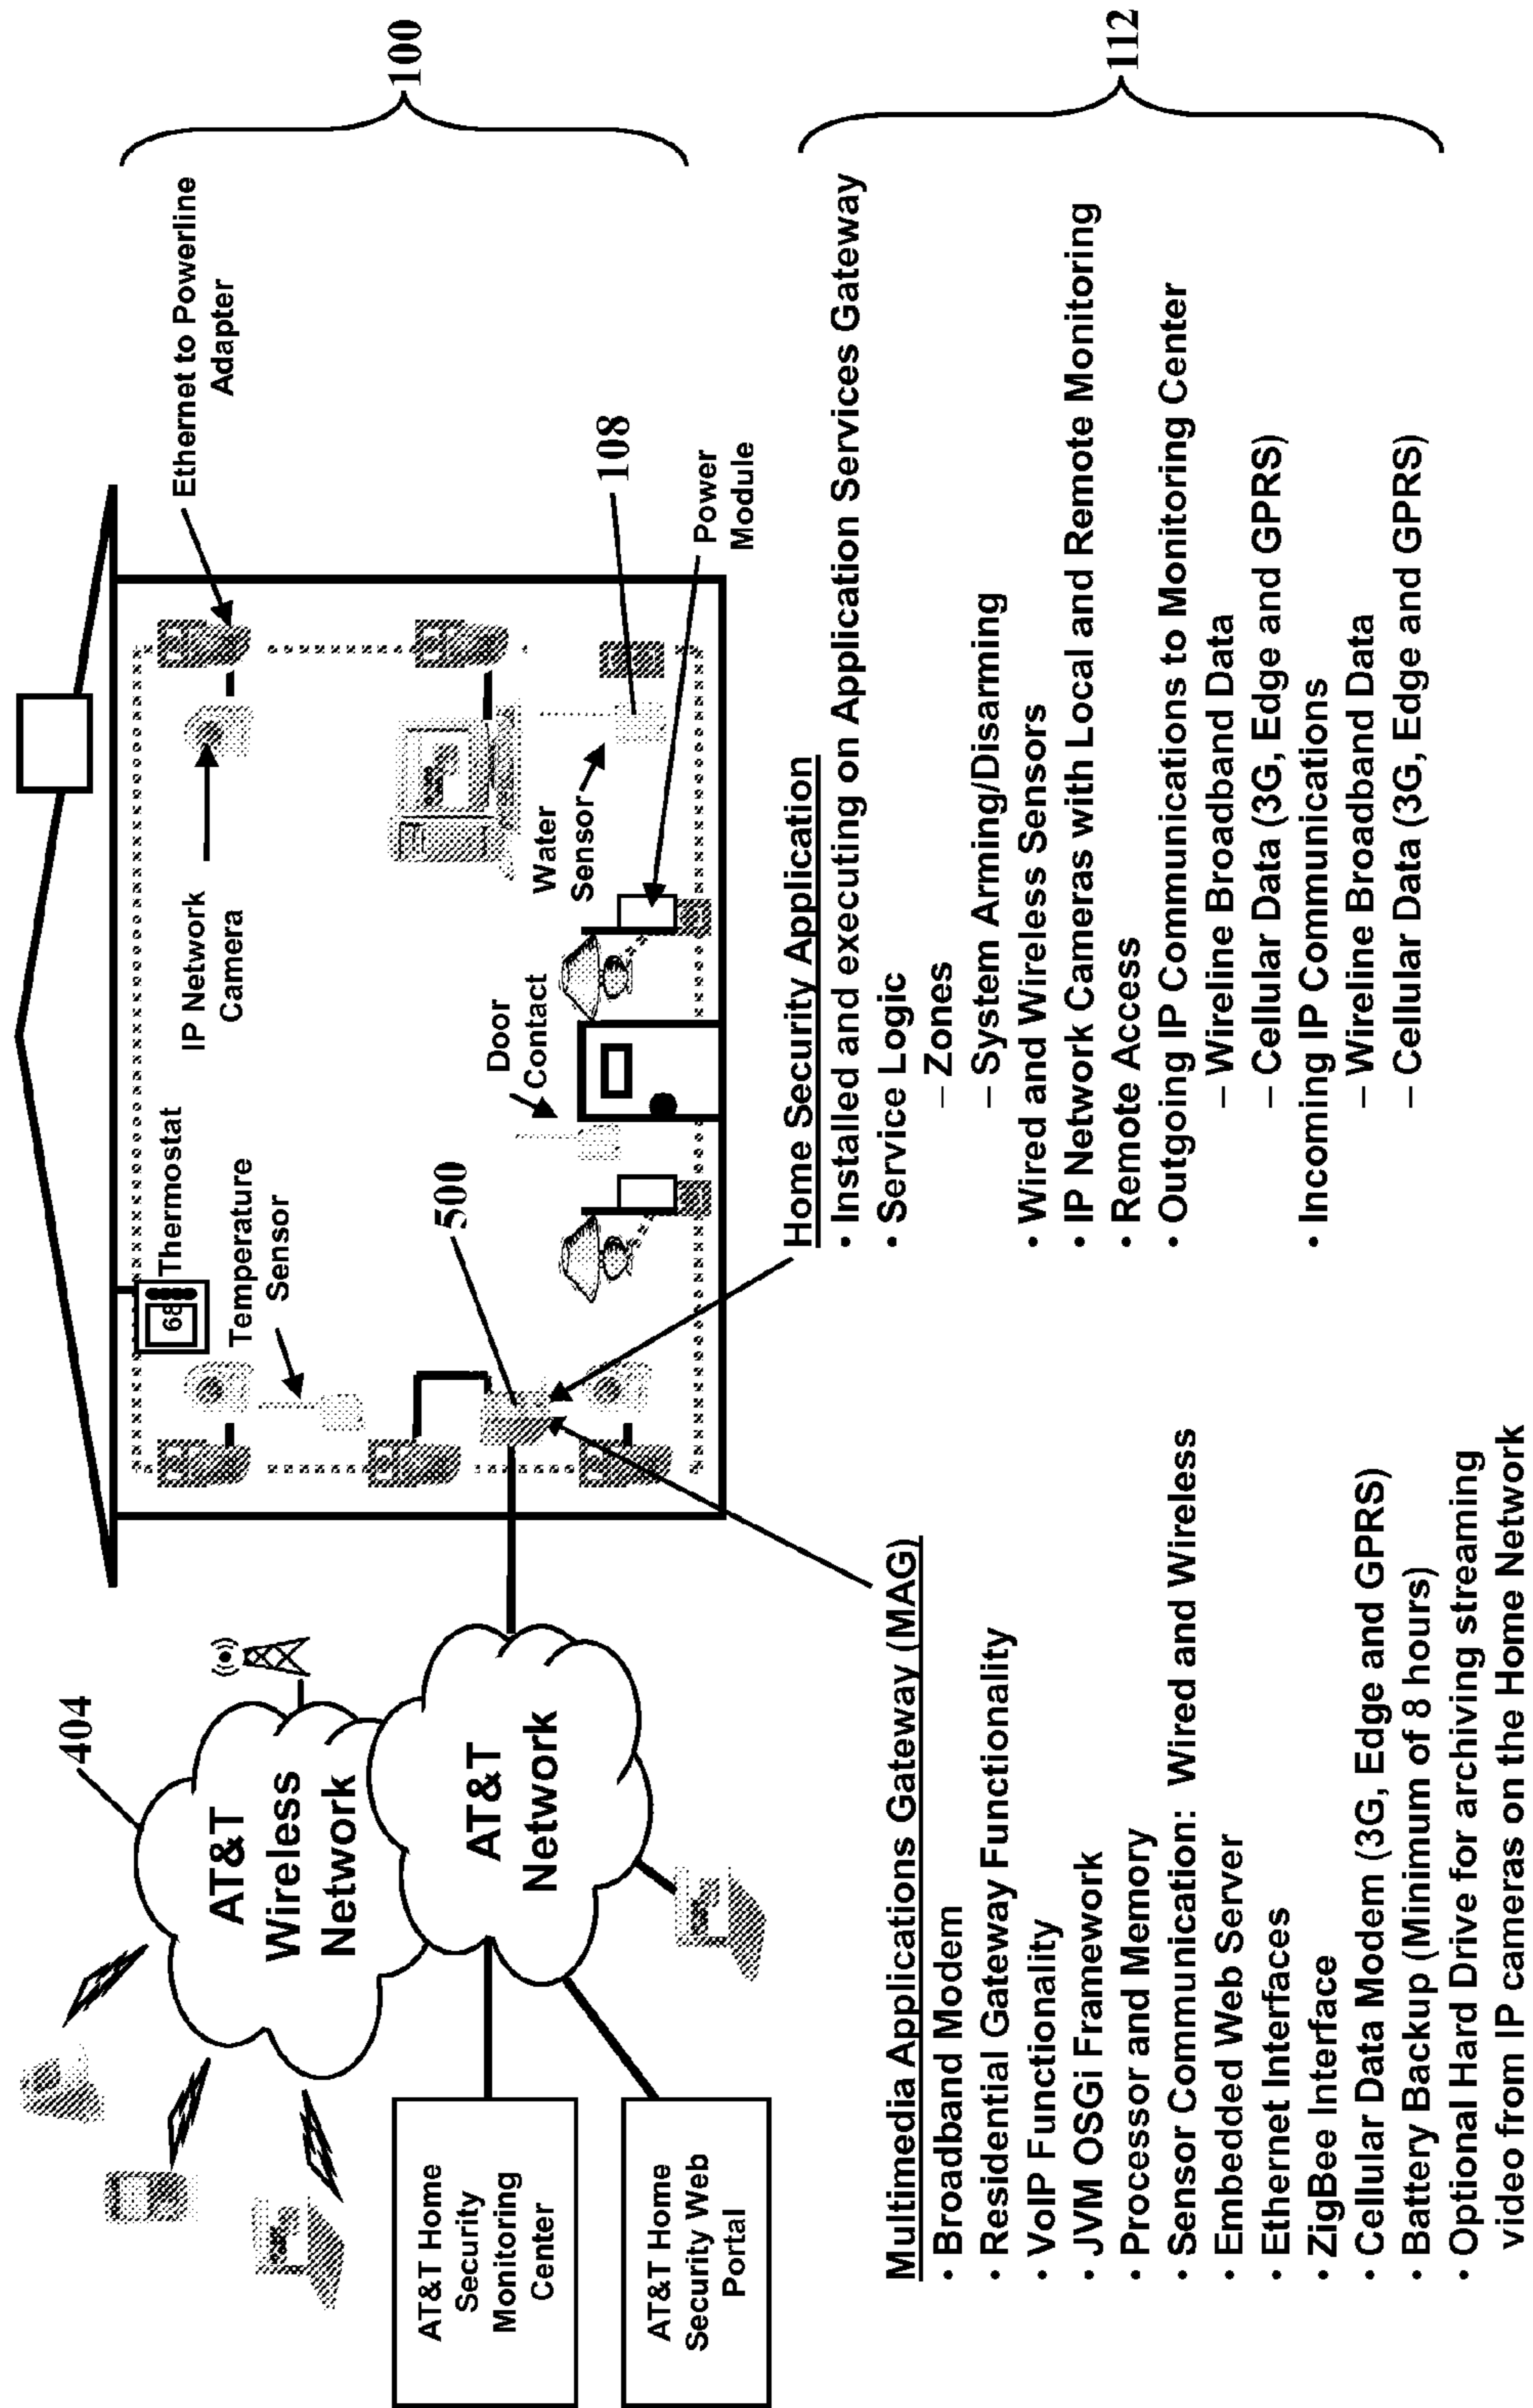 404
AT&T
Wireless
Network
AT&T
Network
AT&T Home
Security
Monitoring
Center
AT&T Home
Security Web
Portal
Thermostat
68
Temperature
Sensor
500
IP Network
Camera
Ethernet to Powerline
Adapter
Door
Contact
Water
Sensor
108
Power
Module
100
Multimedia Applications Gateway (MAG)
• Broadband Modem
• Residential Gateway Functionality
• VoIP Functionality
• JVM OSGi Framework
• Processor and Memory
• Sensor Communication: Wired and Wireless
• Embedded Web Server
• Ethernet Interfaces
• ZigBee Interface
• Cellular Data Modem (3G, Edge and GPRS)
• Battery Backup (Minimum of 8 hours)
• Optional Hard Drive for archiving streaming
video from IP cameras on the Home Network
Home Security Application
• Installed and executing on Application Services Gateway
• Service Logic
– Zones
– System Arming/Disarming
• Wired and Wireless Sensors
• IP Network Cameras with Local and Remote Monitoring
• Remote Access
• Outgoing IP Communications to Monitoring Center
– Wireline Broadband Data
– Cellular Data (3G, Edge and GPRS)
• Incoming IP Communications
– Wireline Broadband Data
– Cellular Data (3G, Edge and GPRS)
112